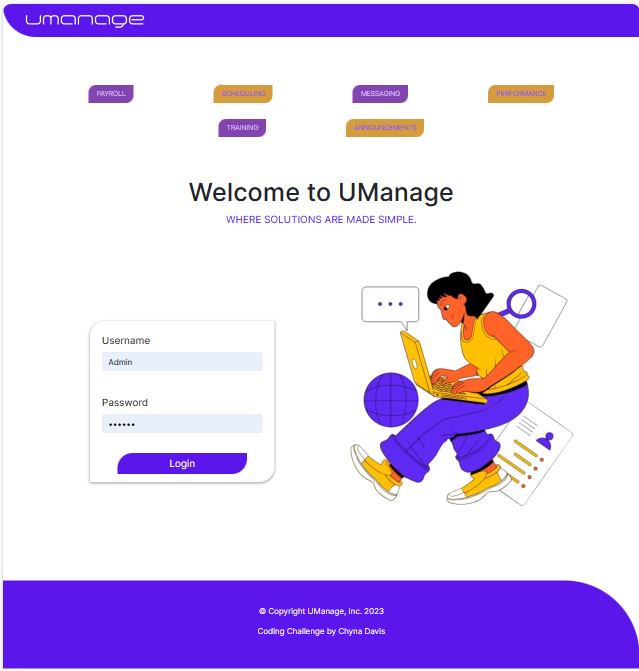 Umanage
PAYROLL SCHEDULING MESSAGING PERFORMANCE
TRAINING ANNOUNCEMENTS
Welcome to UManage
WHERE SOLUTIONS ARE MADE SIMPLE.
Username
Admin
Password
••••••
Login
© Copyright UManage, Inc. 2023
Coding Challenge by Chyna Davis